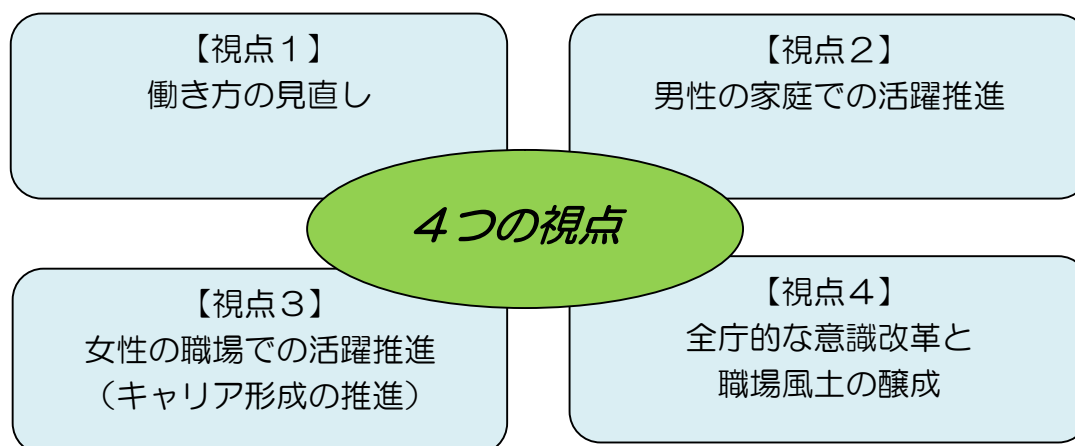 【視点１】
働き方の見直し
【視点２】
男性の家庭での活躍推進
４つの視点
【視点３】
女性の職場での活躍推進
（キャリア形成の推進）
【視点４】
全庁的な意識改革と
職場風土の醸成